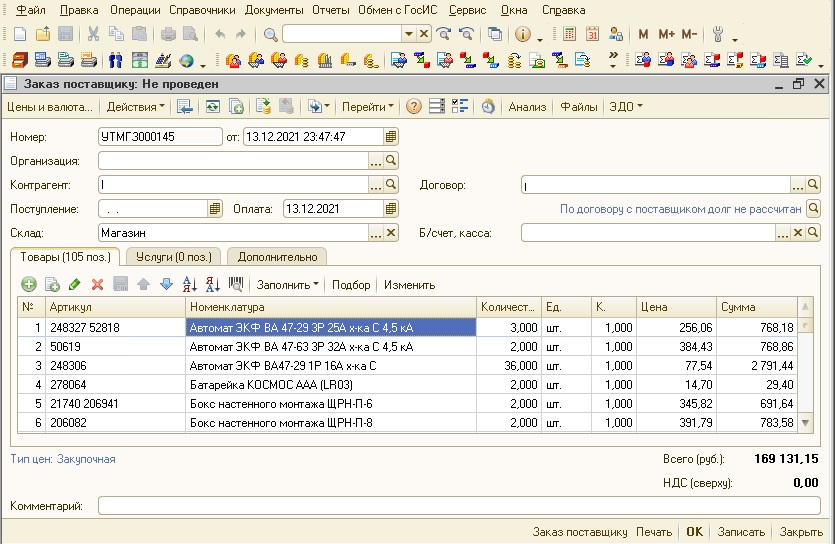 Файл Правка Операции Справочники Документы Отчеты Обмен с ГосИС Сервис Окна Справка
M M+ M-
Заказ поставщику: Не проведен
Цены и валюта... Действия Перейти Анализ Файлы ЭДО
Номер: УТМГЗ000145 от: 13.12.2021 23:47:47
Организация:
Контрагент: Договор:
Поступление: . . Оплата: 13.12.2021 По договору с поставщиком долг не рассчитан
Склад: Магазин Б/счет, касса:
Товары (105 поз.) Услуги (0 поз.) Дополнительно
Заполнить Подбор Изменить
№ Артикул Номенклатура Количест... Ед. К. Цена Сумма
1 248327 52818 Автомат ЭКФ ВА 47-29 3Р 25А х-ка С 4,5 кА 3,000 шт. 1,000 256,06 768,18
2 50619 Автомат ЭКФ ВА 47-63 3Р 32А х-ка С 4,5 кА 2,000 шт. 1,000 384,43 768,86
3 248306 Автомат ЭКФ ВА47-29 1Р 16А х-ка С 36,000 шт. 1,000 77,54 2 791,44
4 278064 Батарейка КОСМОС ААА (LR03) 2,000 шт. 1,000 14,70 29,40
5 21740 206941 Бокс настенного монтажа ЩРН-П-6 2,000 шт. 1,000 345,82 691,64
6 206082 Бокс настенного монтажа ЩРН-П-8 2,000 шт. 1,000 391,79 783,58
Тип цен: Закупочная Всего (руб.): 169 131,15
НДС (сверху): 0,00
Комментарий:
Заказ поставщику Печать OK Записать Закрыть